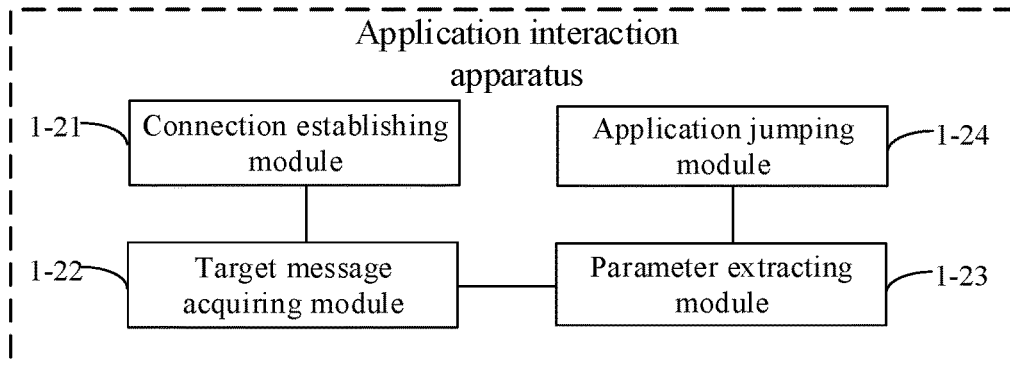 Application interaction
apparatus
1-21
Connection establishing
module
Application jumping
module
1-24
1-22
Target message
acquiring module
Parameter extracting
module
1-23